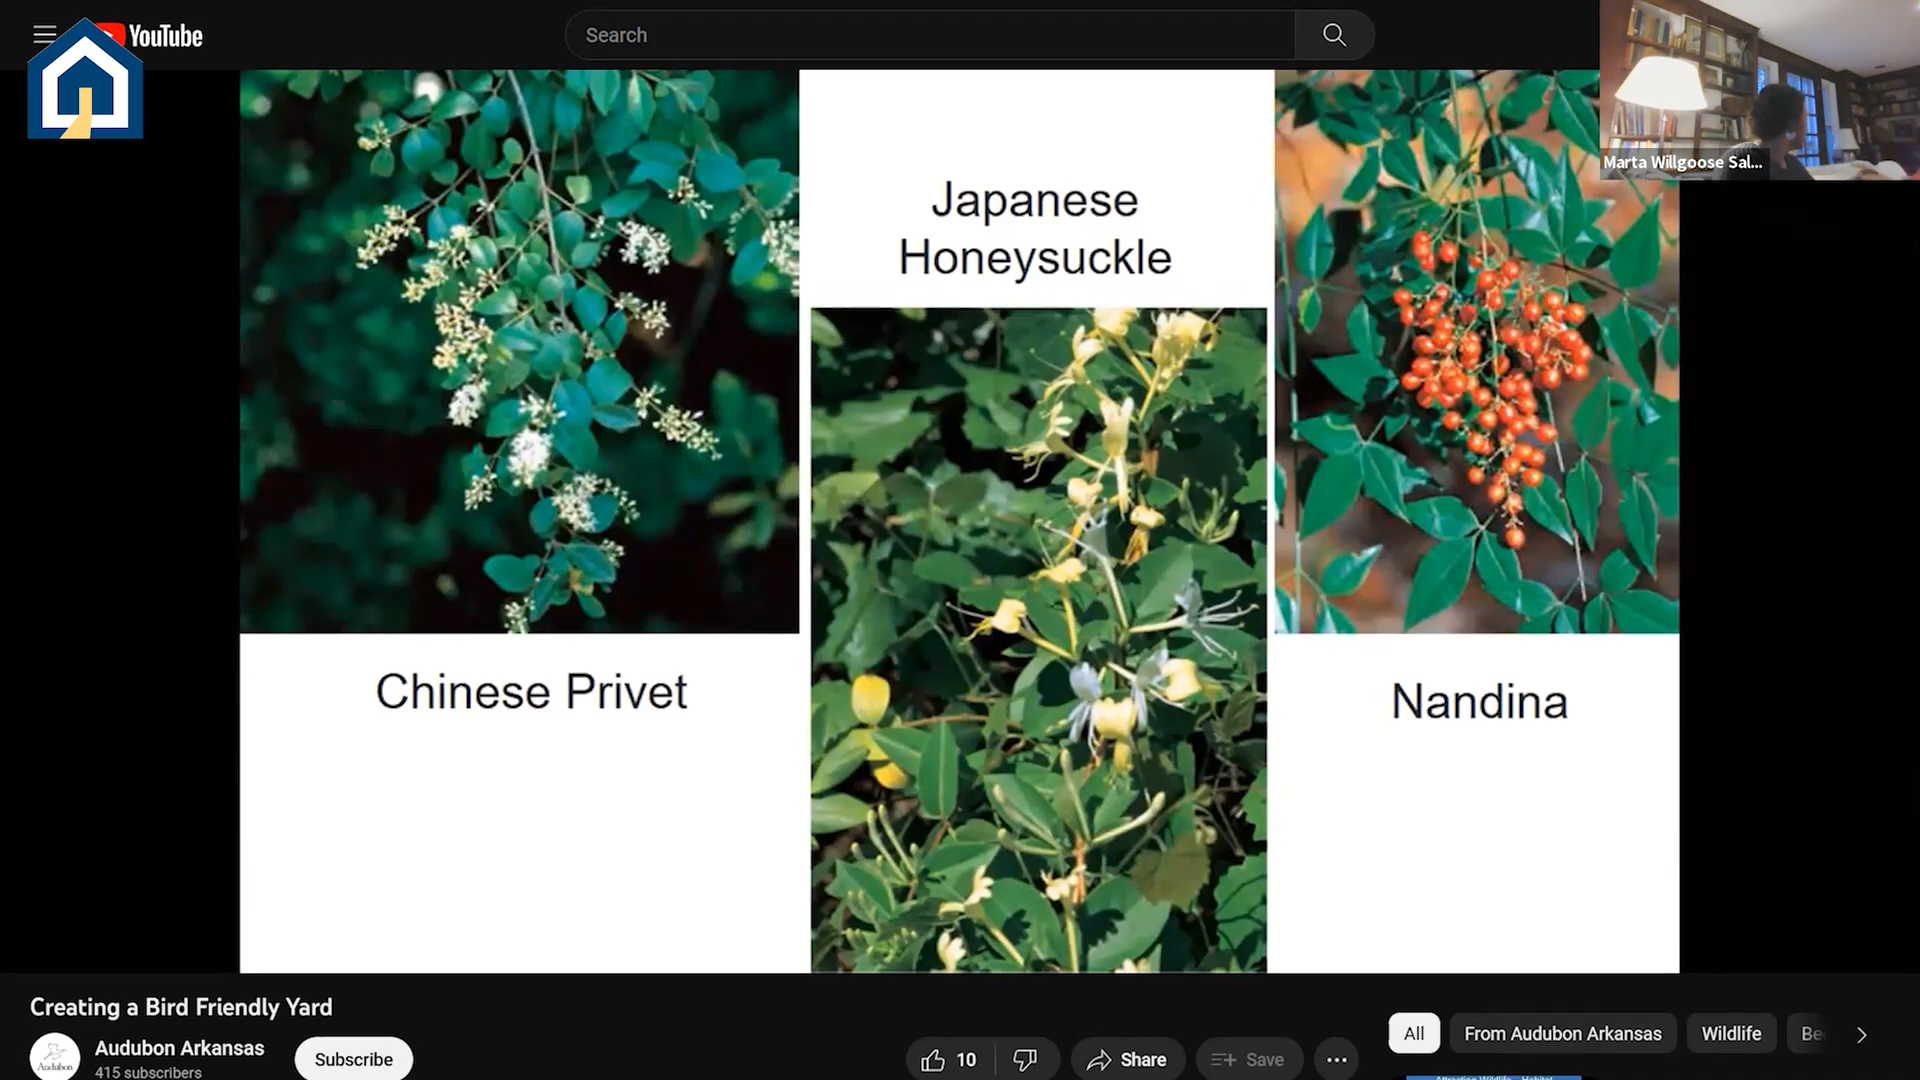 YouTube
Search
Marta Willgoose Sal...
Japanese
Honeysuckle
Chinese Privet
Nandina
Creating a Bird Friendly Yard
Audubon Arkansas
415 subscribers
Audubon
Subscribe
10
Share
Save
All
From Audubon Arkansas
Wildlife